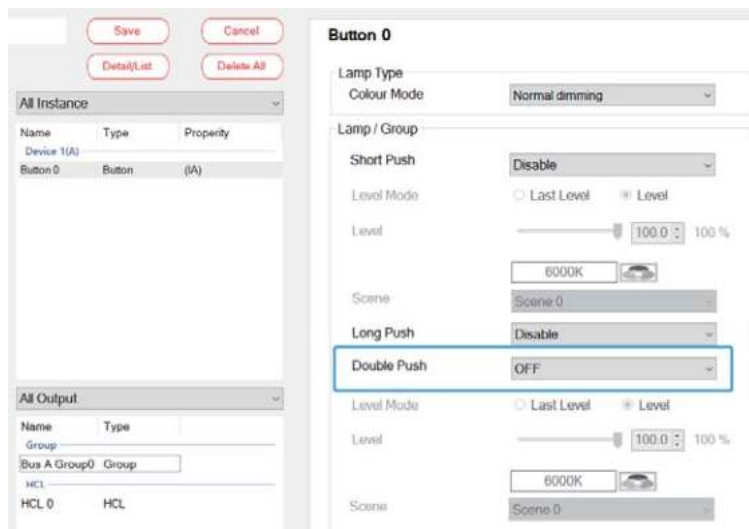 Save Cancel
Detail/List Delete All
All Instance
Name Type Properity
Device 1(A)
Button 0 Button (IA)
All Output
Name Type
Group
Bus A Group0 Group
HCL
HCL 0 HCL
Button 0
Lamp Type
Colour Mode Normal dimming
Lamp / Group
Short Push Disable
Level Mode Last Level Level
Level 100.0 100 %
6000K
Scene Scene 0
Long Push Disable
Double Push OFF
Level Mode Last Level Level
Level 100.0 100 %
6000K
Scene Scene 0